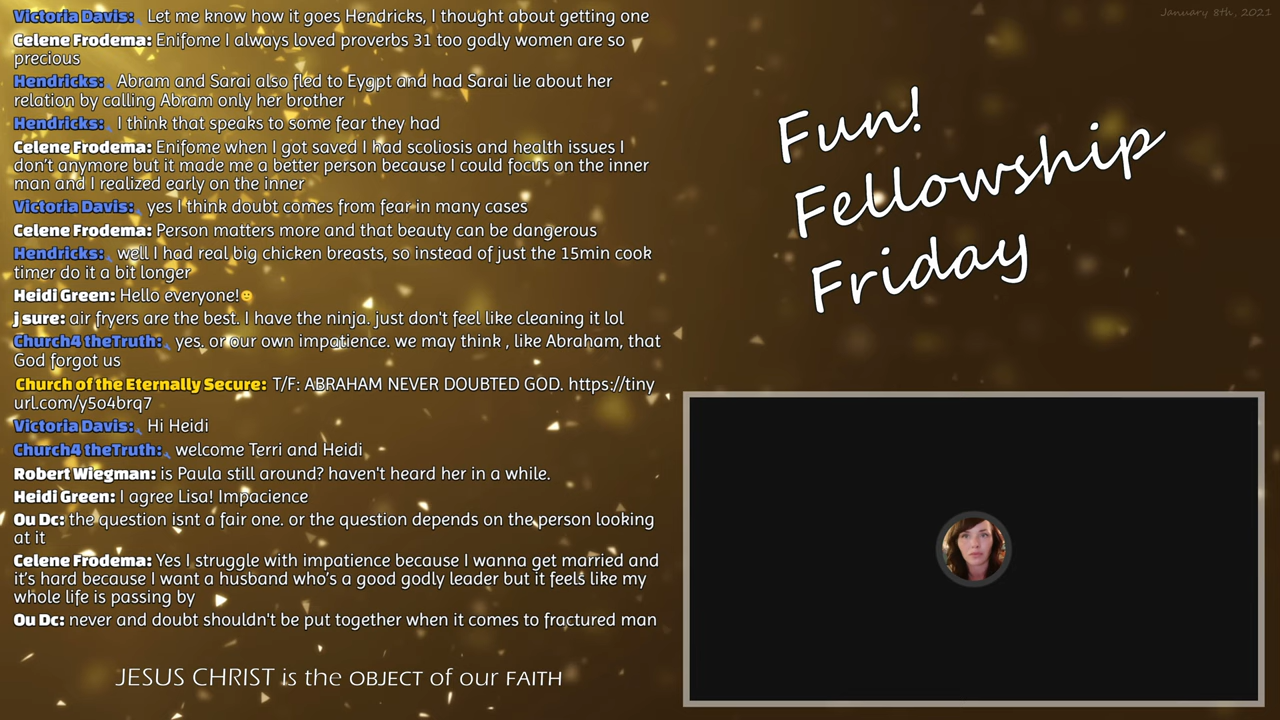 Victoria Davis: Let me know how it goes Hendricks, I thought about getting one
Celene Frodema: Enifome I always loved proverbs 31 too godly women are so
precious
Hendricks: Abram and Sarai also fled to Eygpt and had Sarai lie about her
relation by calling Abram only her brother
Hendricks: I think that speaks to some fear they had
Celene Frodema: Enifome when I got saved I had scoliosis and health issues I
don't anymore but it made me a better person because I could focus on the inner
man and I realized early on the inner
Victoria Davis: yes I think doubt comes from fear in many cases
Celene Frodema: Person matters more and that beauty can be dangerous
Hendricks: well I had real big chicken breasts, so instead of just the 15min cook
timer do it a bit longer
Heidi Green: Hello everyone!
j sure: air fryers are the best. I have the ninja. just don't feel like cleaning it lol
Church4 theTruth: yes. or our own impatience. we may think , like Abraham, that
God forgot us
Church of the Eternally Secure: T/F: ABRAHAM NEVER DOUBTED GOD. https://tiny
url.com/y5o4brq7
Victoria Davis: Hi Heidi
Church4 theTruth: welcome Terri and Heidi
Robert Wiegman: is Paula still around? haven't heard her in a while.
Heidi Green: I agree Lisa! Impacience
Ou Dc: the question isnt a fair one. or the question depends on the person looking
at it
Celene Frodema: Yes I struggle with impatience because I wanna get married and
it's hard because I want a husband who's a good godly leader but it feels like my
whole life is passing by
Ou Dc: never and doubt shouldn't be put together when it comes to fractured man
JESUS CHRIST is the OBJECT of our FAITH
January 8th, 2021
Fun!
Fellowship
Friday